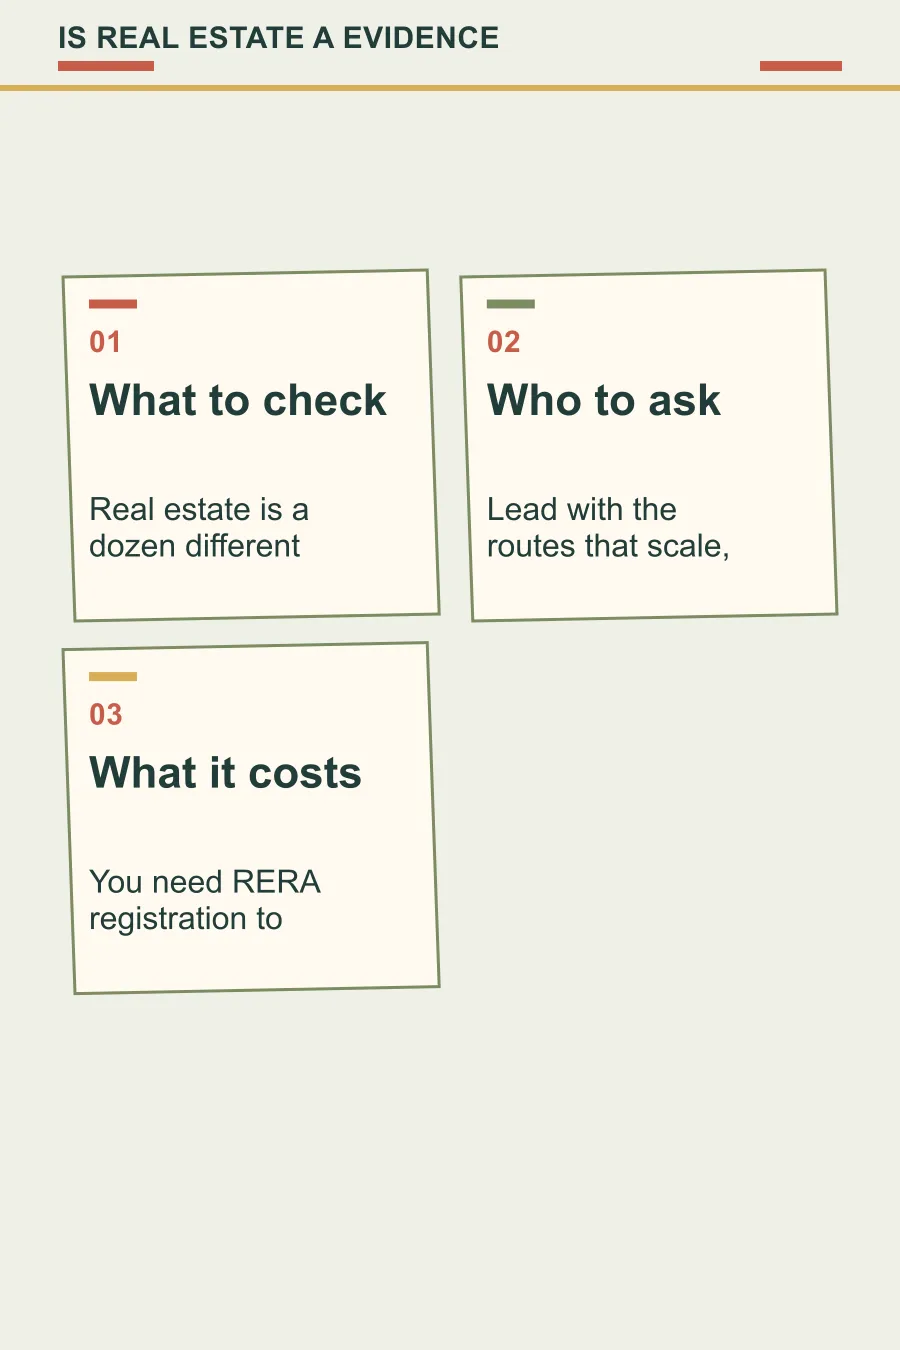 IS REAL ESTATE A EVIDENCE
01
What to check
Real estate is a
dozen different
02
Who to ask
Lead with the
routes that scale,
03
What it costs
You need RERA
registration to